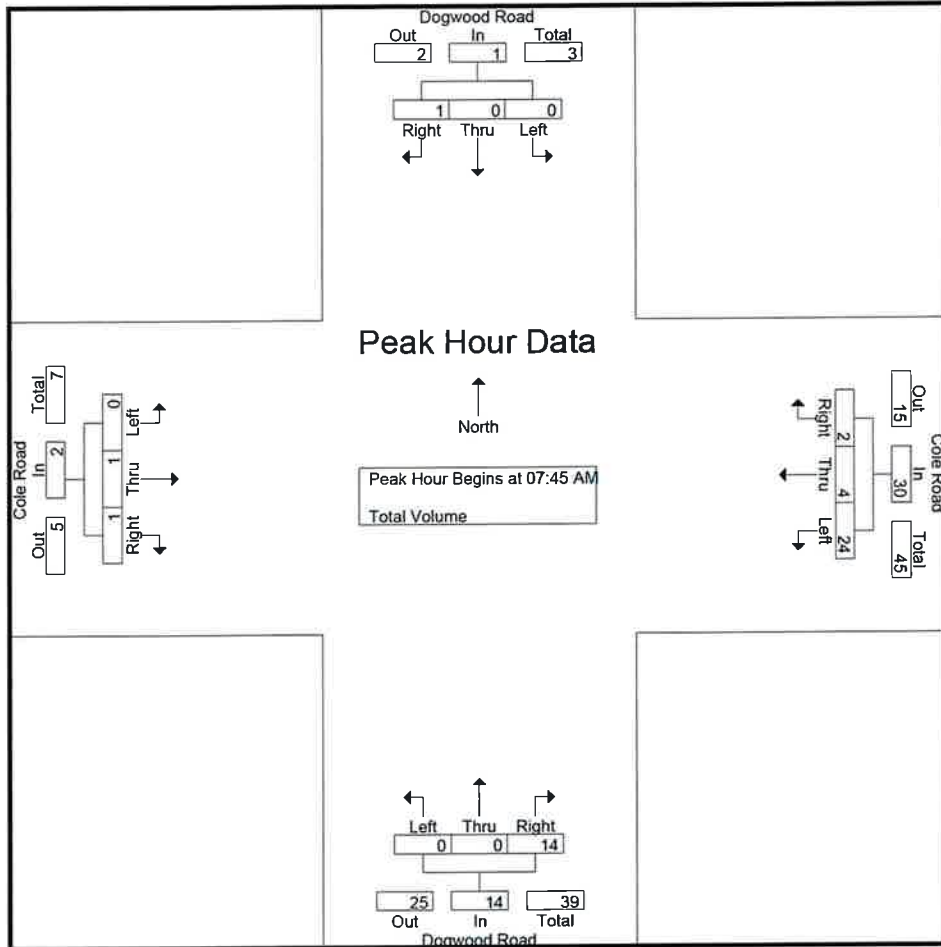 Dogwood Road
Out In Total
2 1 3
1 0 0
Right Thru Left
Peak Hour Data
North
Peak Hour Begins at 07:45 AM
Total Volume
Cole Road
Total In Out
7 2 5
0 1 1
Left Thru Right
Right Thru Left
2 4 24
Out In Total
15 30 45
Cole Road
Left Thru Right
0 0 14
25 14 39
Out In Total
Dogwood Road